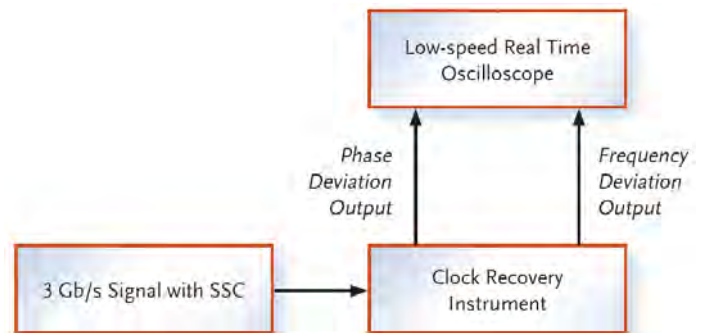 Low-speed Real Time
Oscilloscope
Phase
Deviation
Output
Frequency
Deviation
Output
3 Gb/s Signal with SSC
Clock Recovery
Instrument